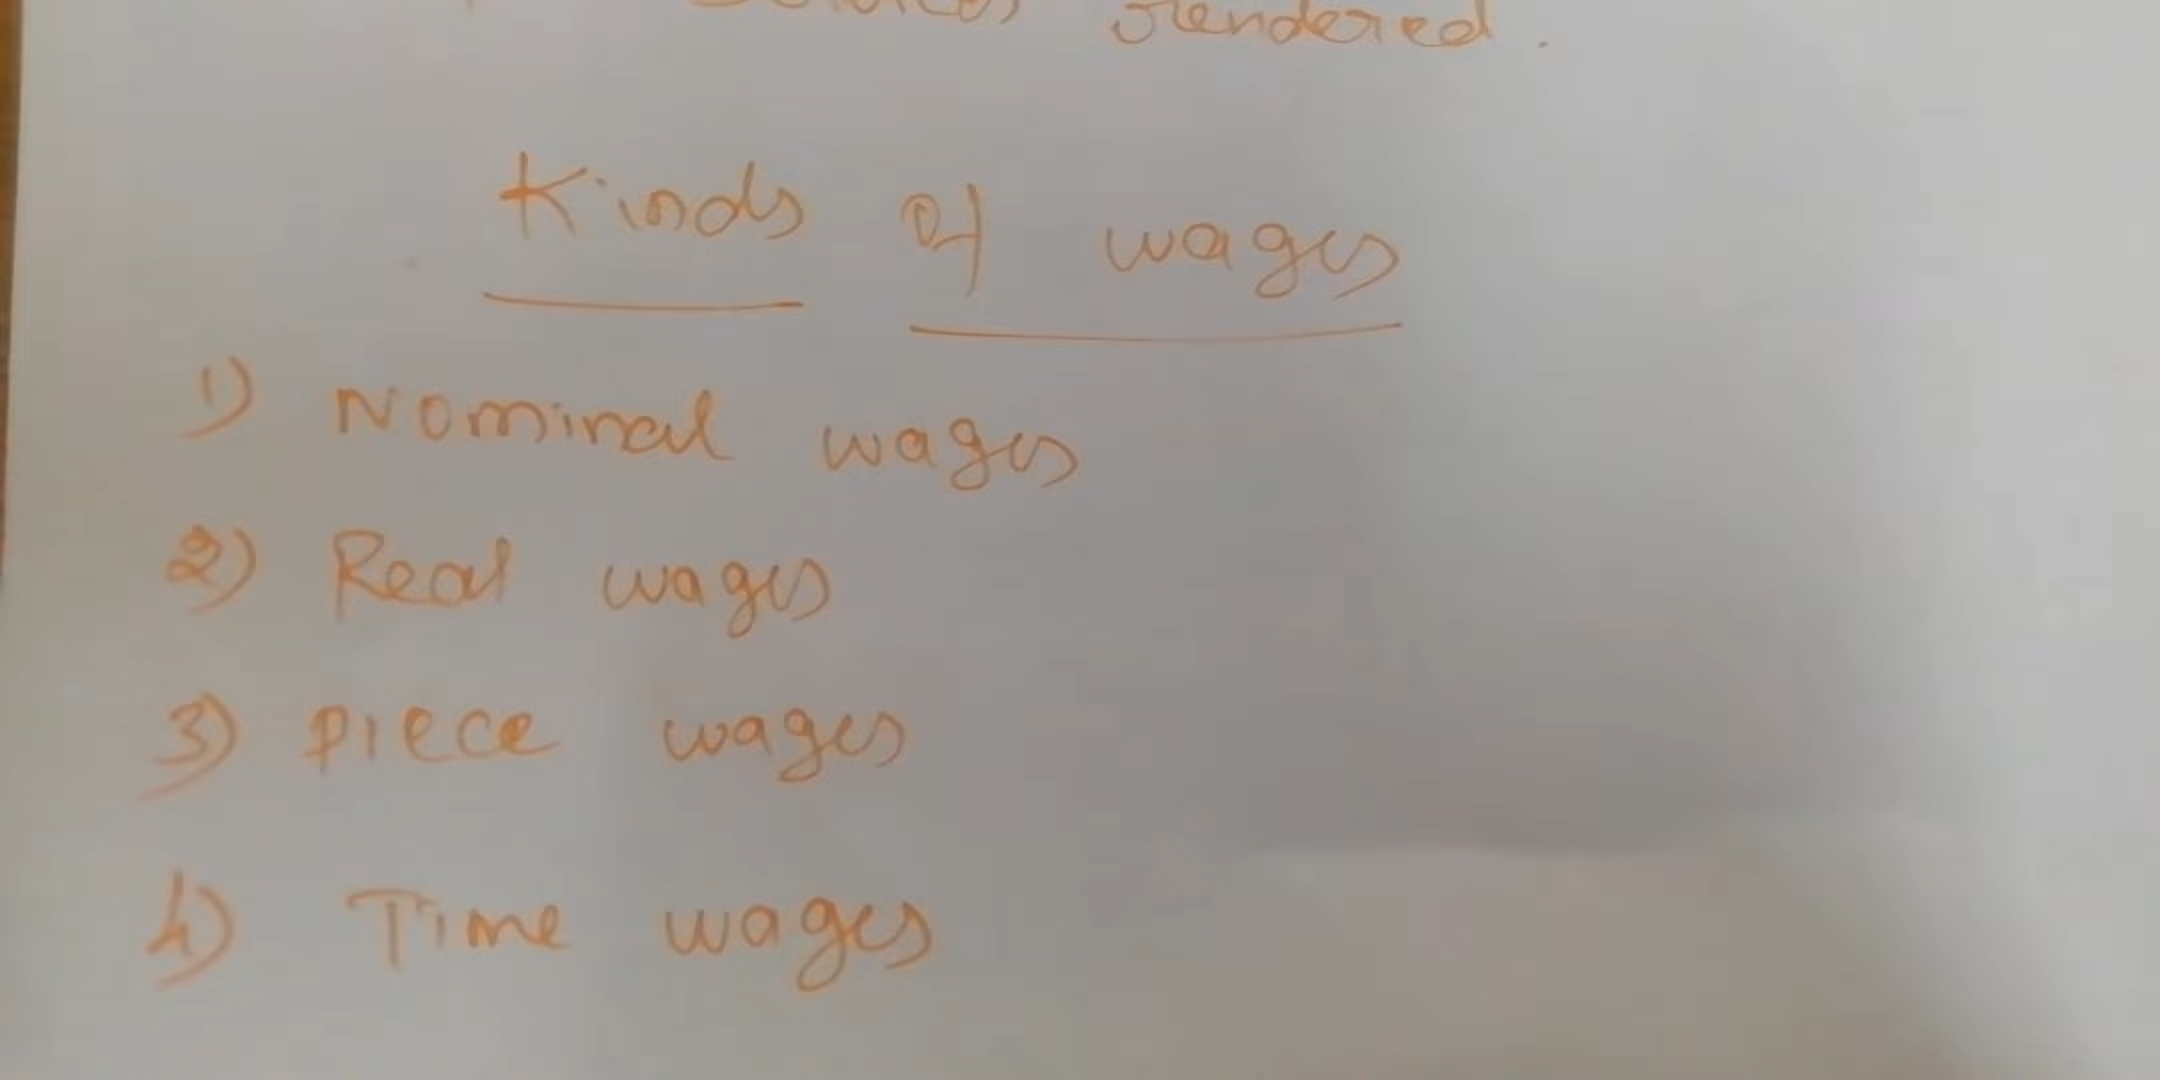 rendered.
Kinds of wages
1) Nominal wages
2) Real wages
3) Piece wages
4) Time wages